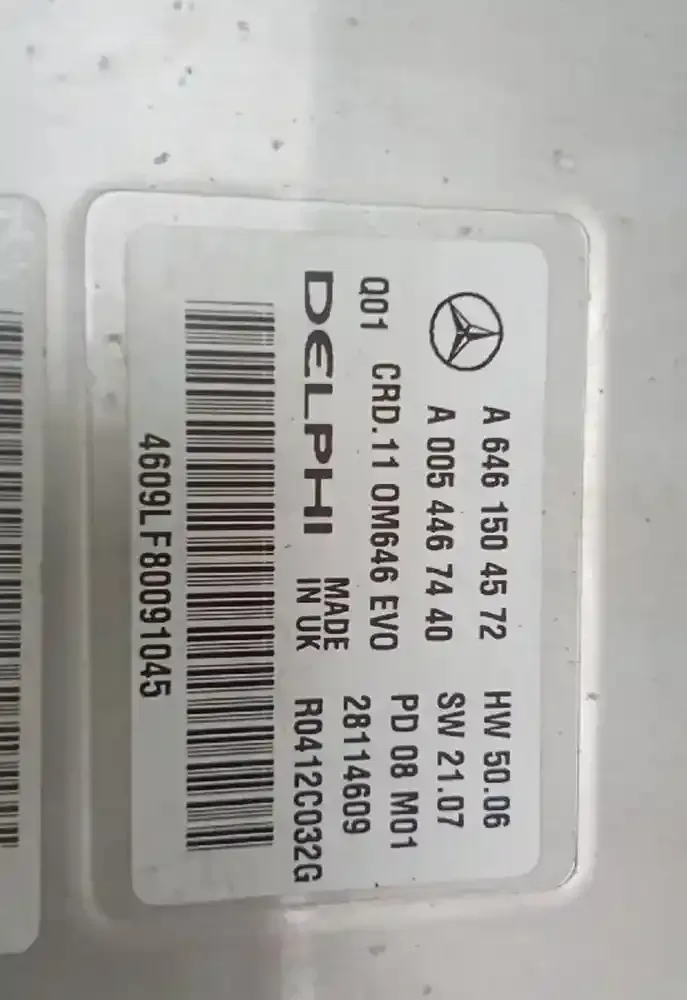 A 646 150 45 72 HW 50.06
A 005 446 74 40 SW 21.07
Q01 CRD.11 OM646 EVO PD 08 M01
DELPHI MADE IN UK 28114609
R0412C032G
4609LF80091045